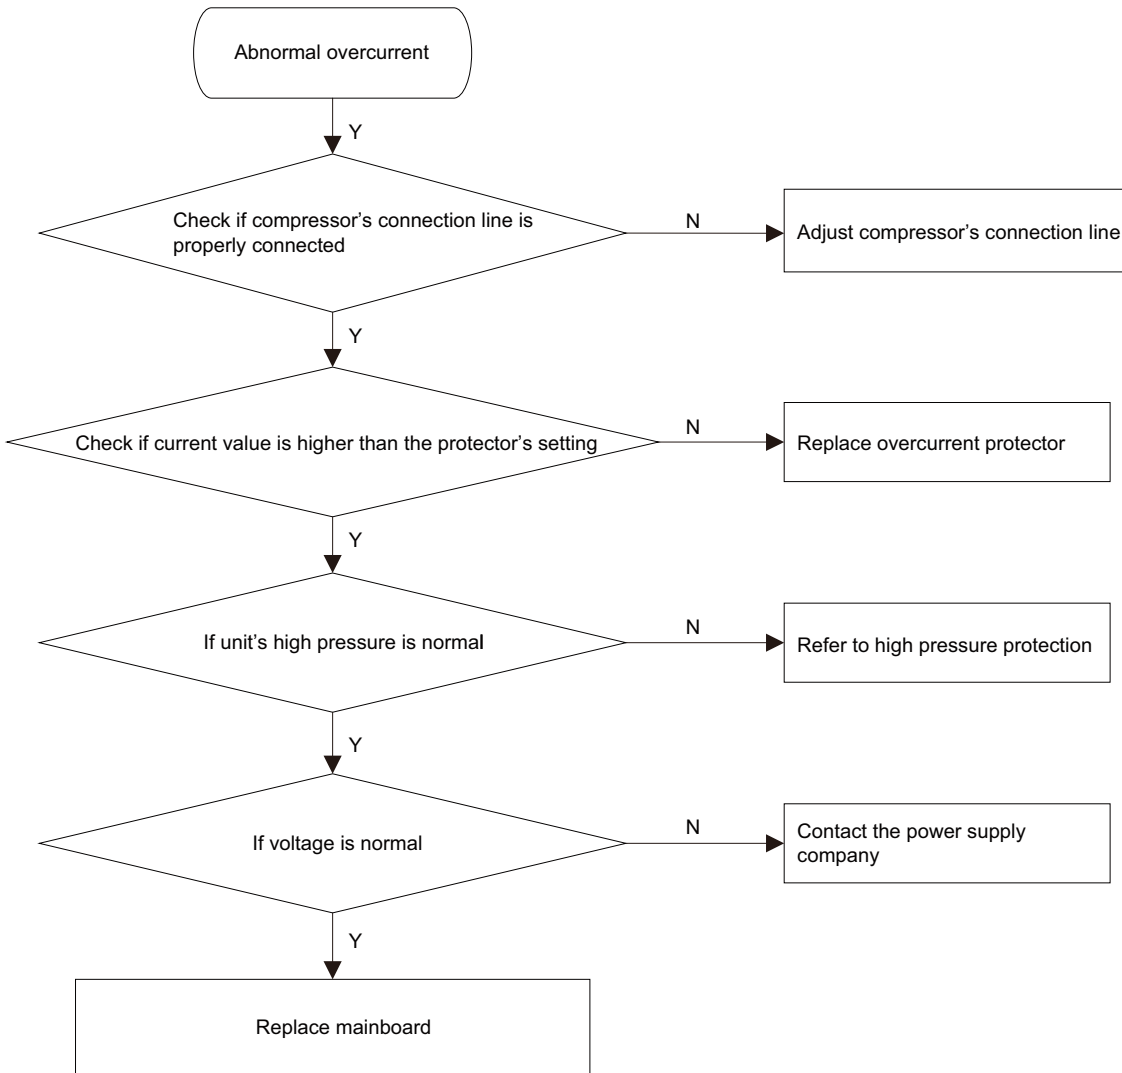 Abnormal overcurrent
Y
Check if compressor's connection line is
properly connected
N
Adjust compressor's connection line
Y
Check if current value is higher than the protector's setting
N
Replace overcurrent protector
Y
If unit's high pressure is normal
N
Refer to high pressure protection
Y
If voltage is normal
N
Contact the power supply
company
Y
Replace mainboard